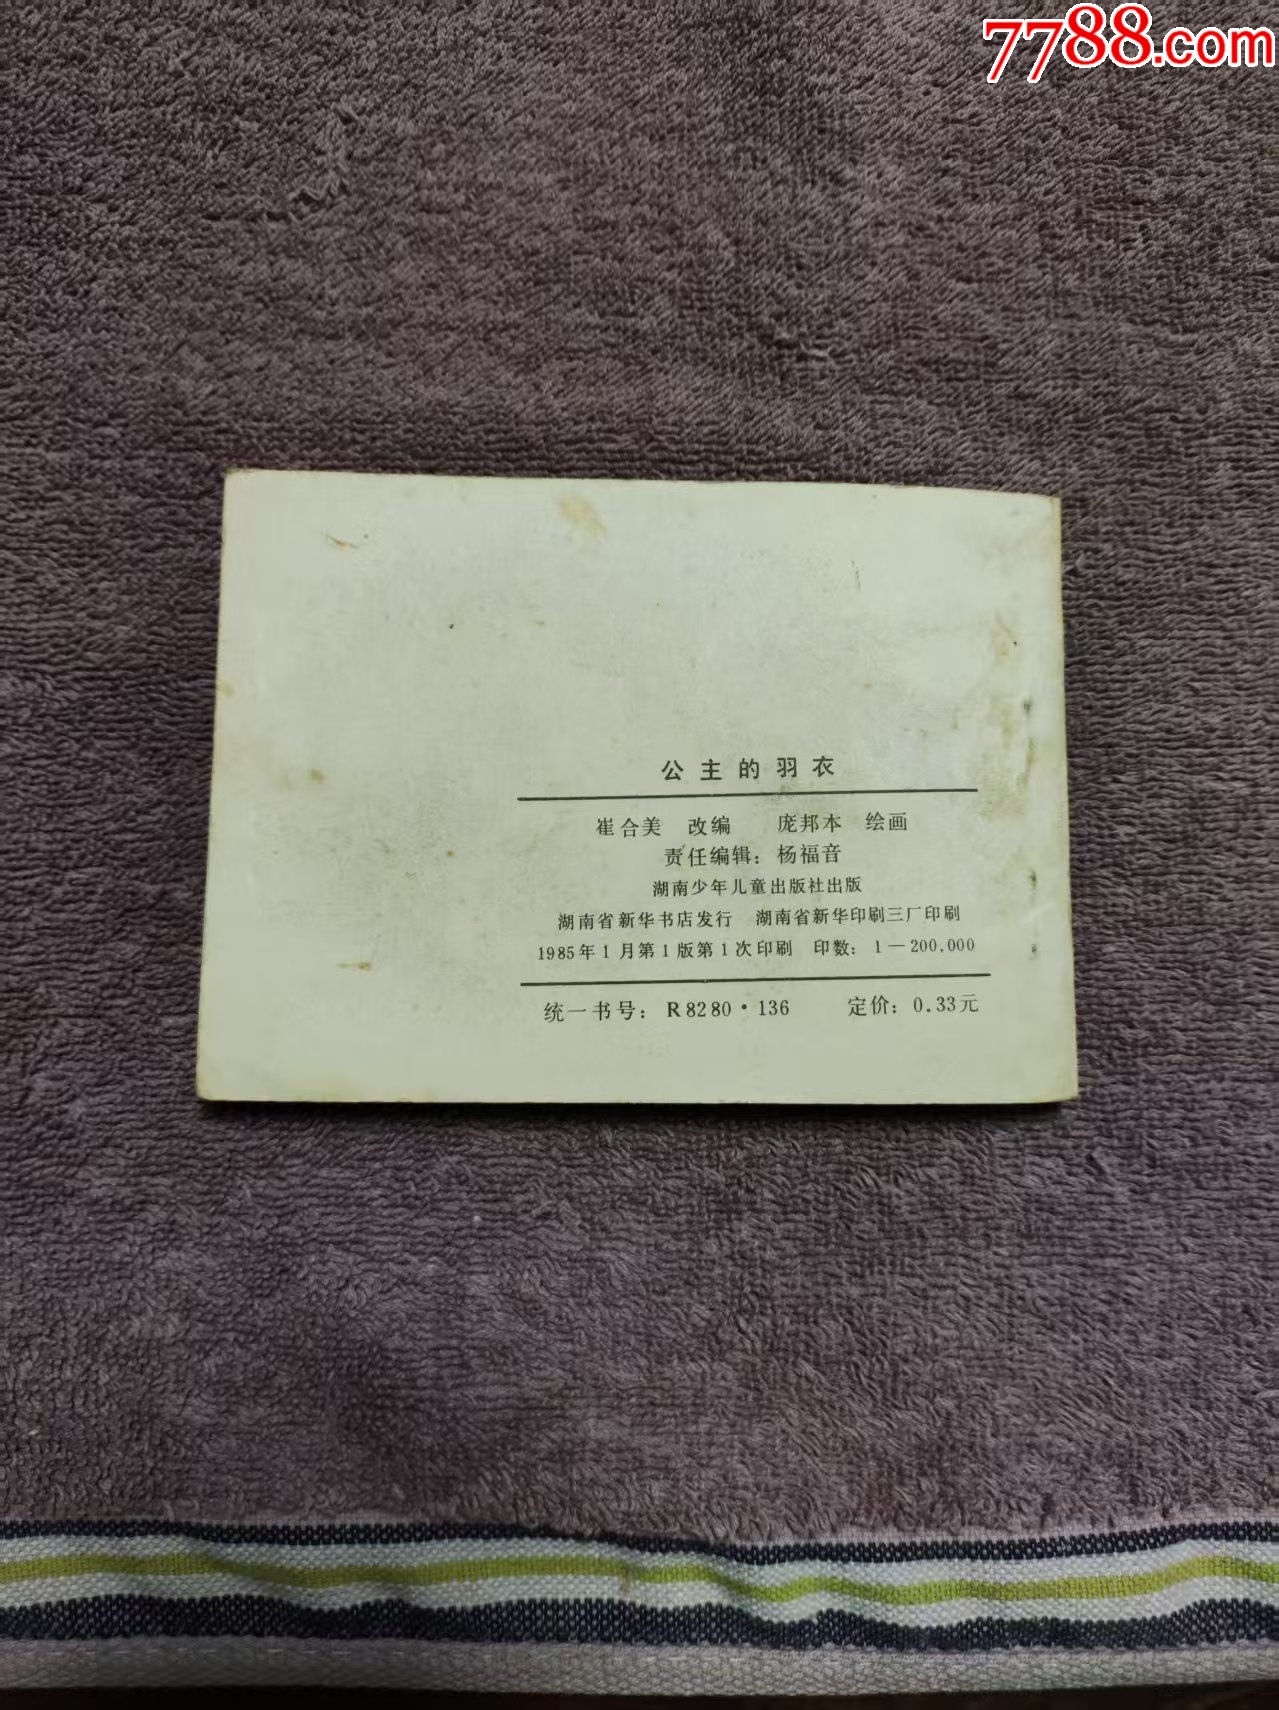 7788.com
公主的羽衣
崔合美 改编 庞邦本 绘画
责任编辑：杨福音
湖南少年儿童出版社出版
湖南省新华书店发行 湖南省新华印刷三厂印刷
1985年1月第1版第1次印刷 印数：1—200,000
统一书号：R8280·136 定价：0.33元